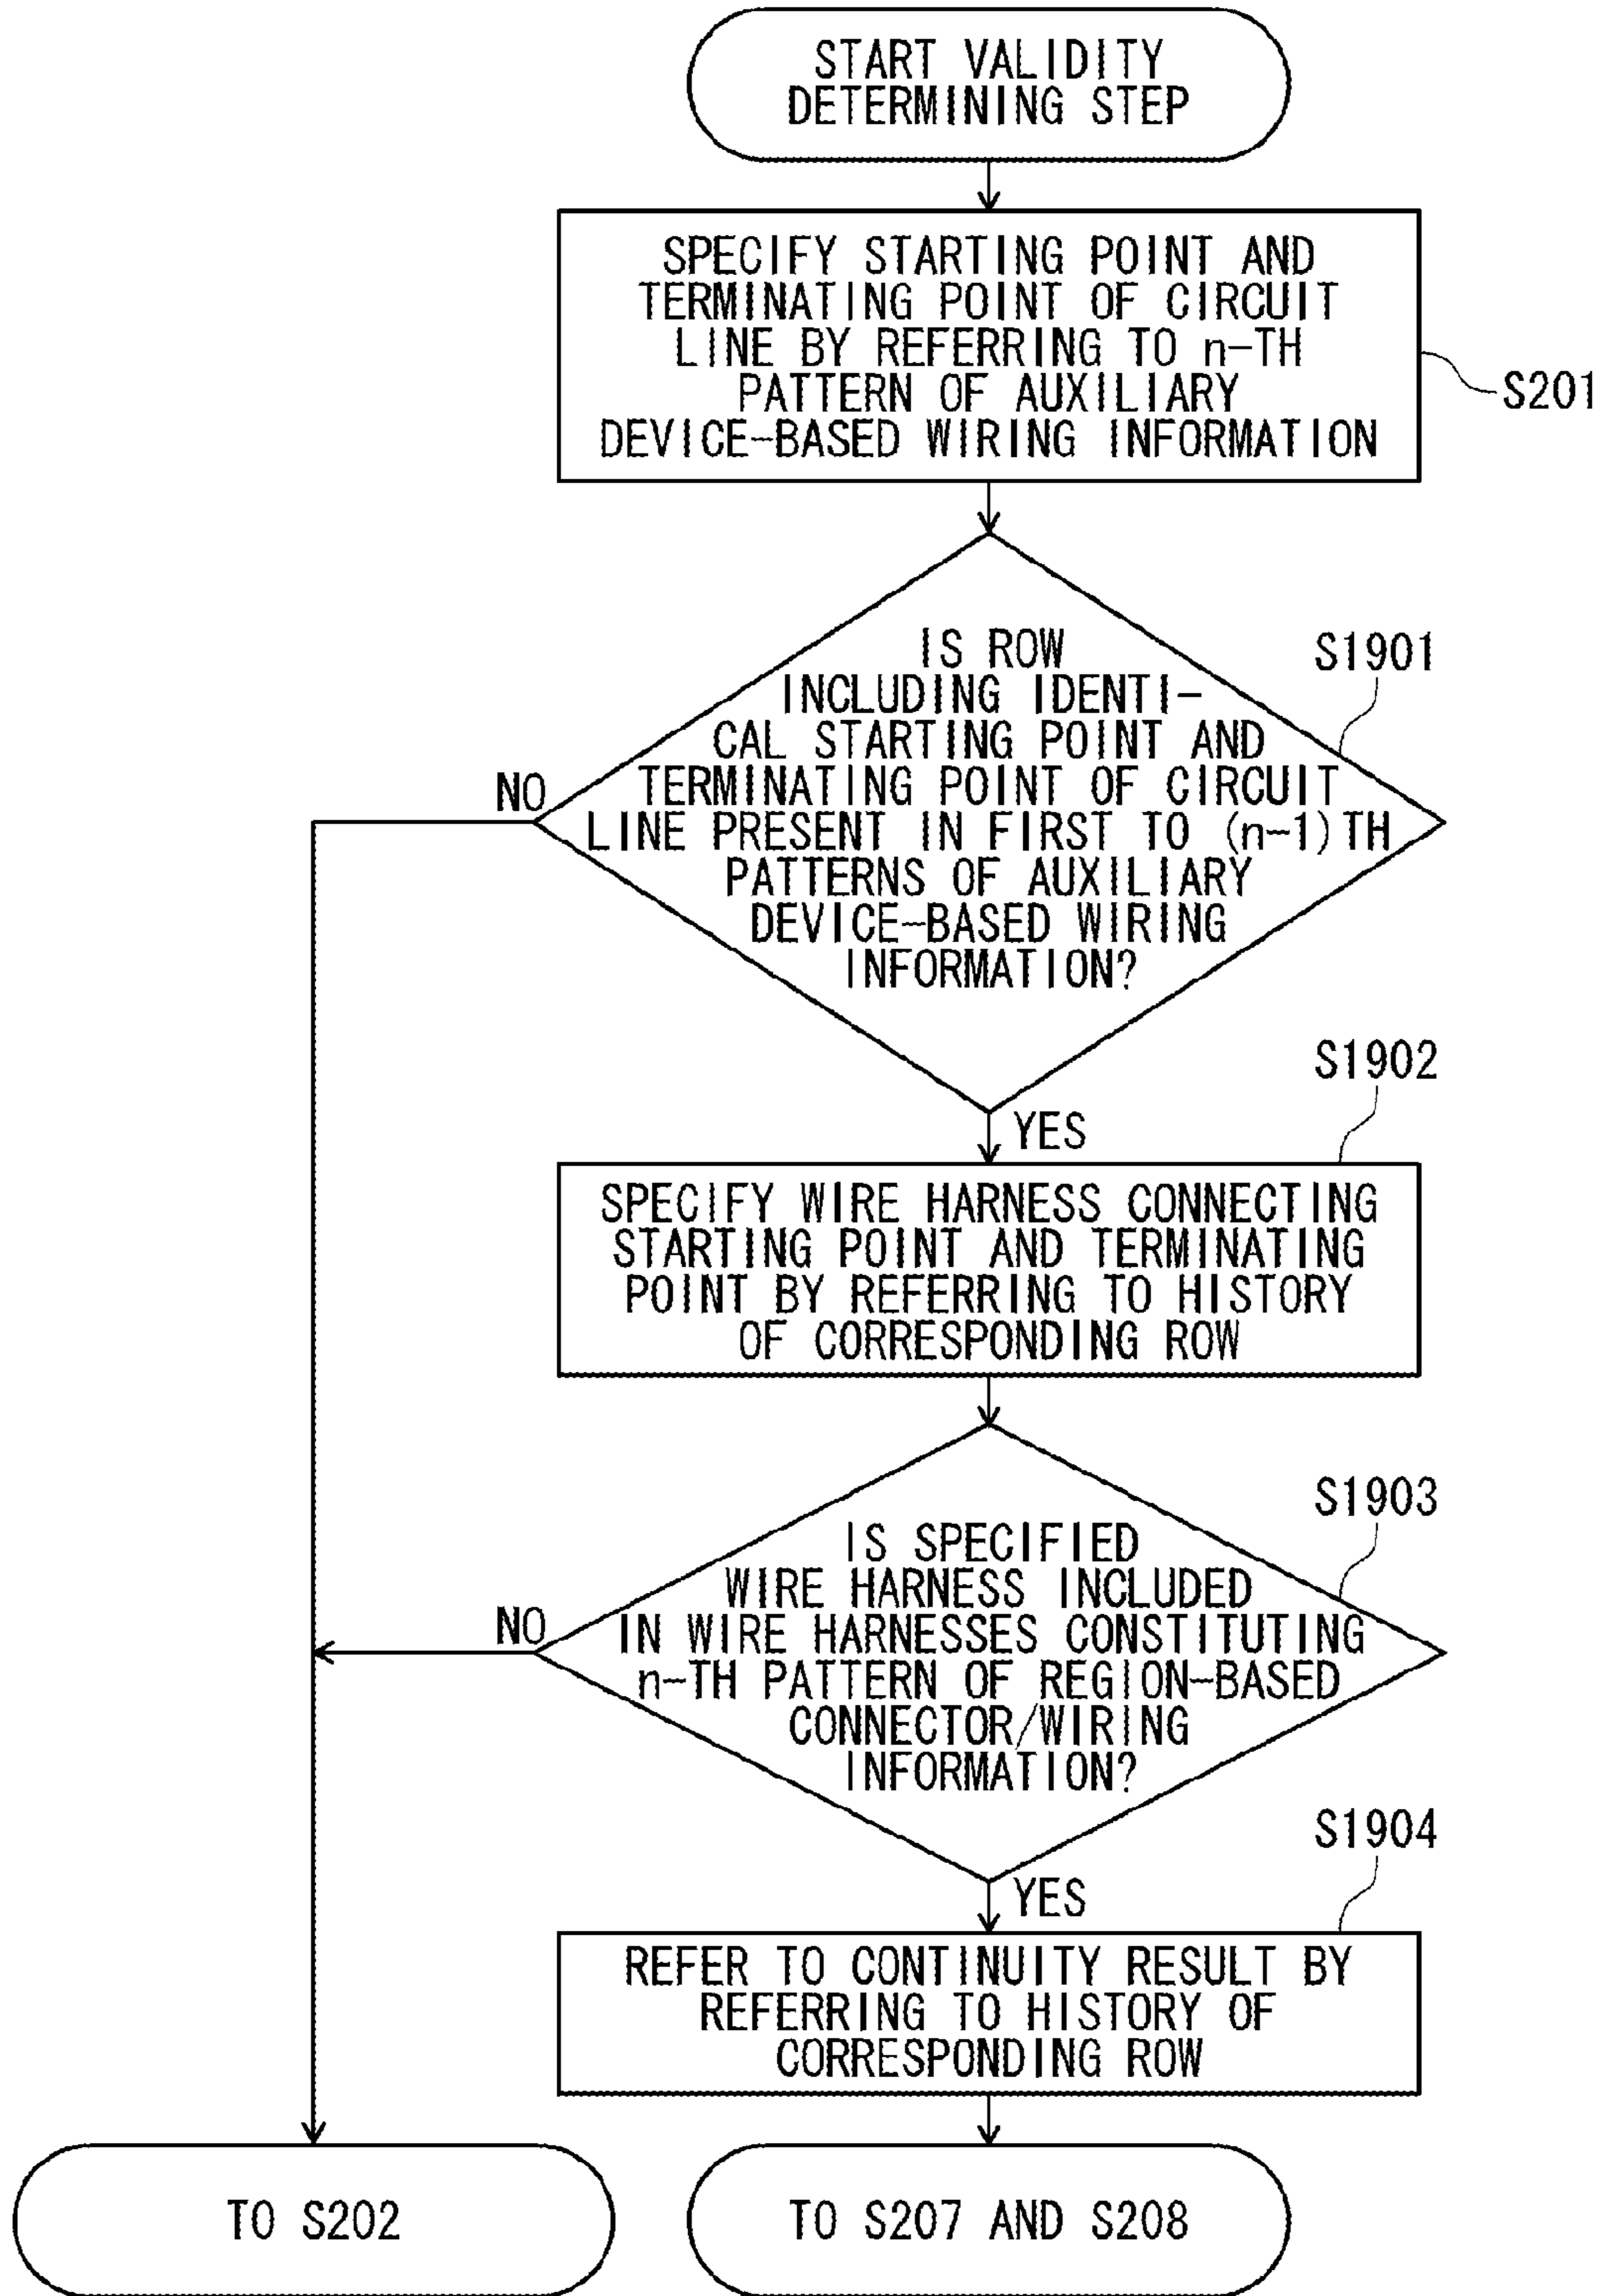 START VALIDITY
DETERMINING STEP
SPECIFY STARTING POINT AND
TERMINATING POINT OF CIRCUIT
LINE BY REFERRING TO n-TH
PATTERN OF AUXILIARY
DEVICE-BASED WIRING INFORMATION
S201
IS ROW
INCLUDING IDENTI-
CAL STARTING POINT AND
TERMINATING POINT OF CIRCUIT
LINE PRESENT IN FIRST TO (n-1)TH
PATTERNS OF AUXILIARY
DEVICE-BASED WIRING
INFORMATION?
S1901
NO
YES
S1902
SPECIFY WIRE HARNESS CONNECTING
STARTING POINT AND TERMINATING
POINT BY REFERRING TO HISTORY
OF CORRESPONDING ROW
S1903
IS SPECIFIED
WIRE HARNESS INCLUDED
IN WIRE HARNESSES CONSTITUTING
n-TH PATTERN OF REGION-BASED
CONNECTOR/WIRING
INFORMATION?
NO
YES
S1904
REFER TO CONTINUITY RESULT BY
REFERRING TO HISTORY OF
CORRESPONDING ROW
TO S202
TO S207 AND S208